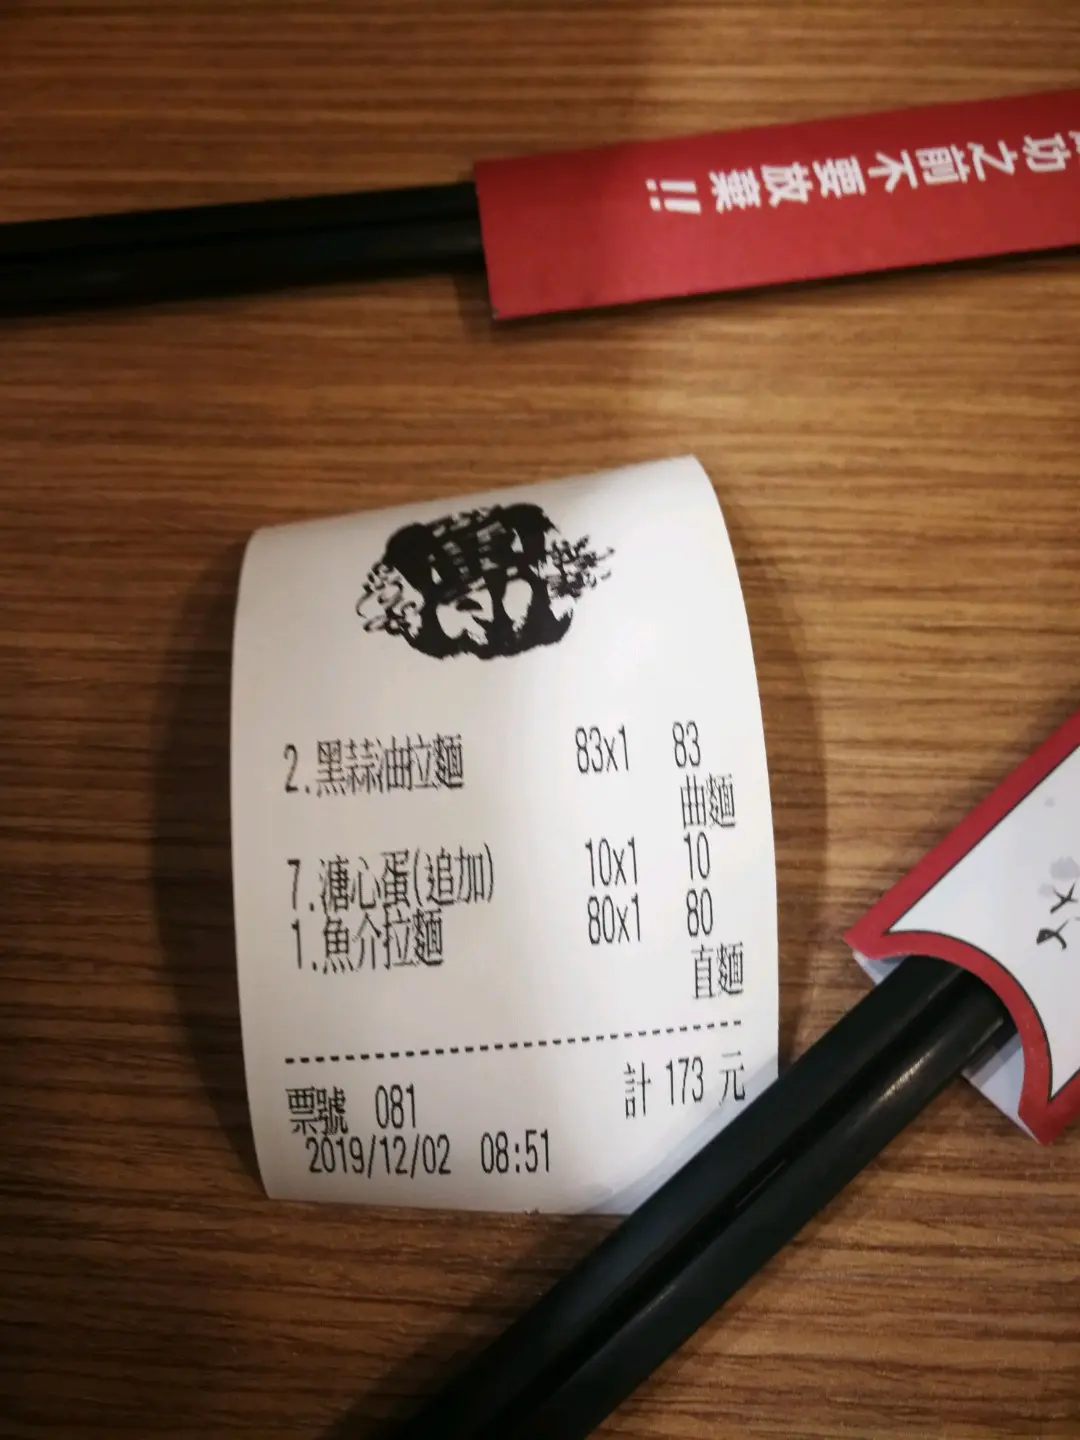 功之前不要放棄!!
2.黑蒜油拉麵 83x1 83
曲麵
7.溏心蛋(追加) 10x1 10
1.魚介拉麵 80x1 80
直麵
計 173 元
票號 081
2019/12/02 08:51